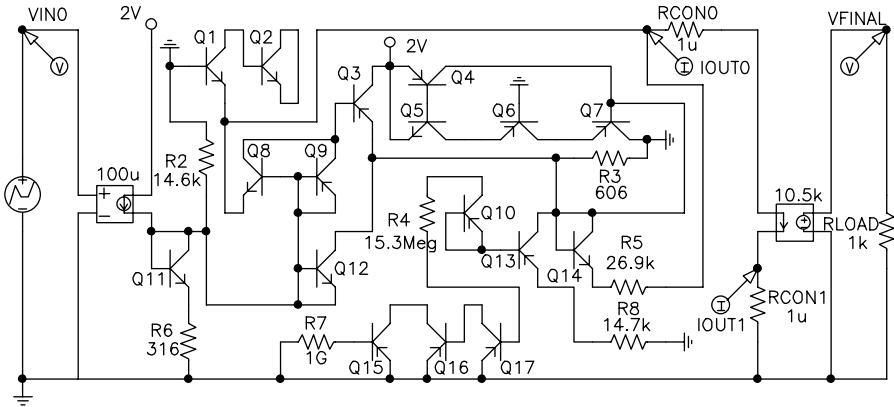 VIN0
2V
Q1
Q2
RCON0
1u
VFINAL
V
I
IOUT0
V
2V
Q3
Q4
Q5
Q6
Q7
R2
14.6k
Q8
Q9
R3
606
100u
+
−
R4
15.3Meg
Q10
10.5k
+
RLOAD
1k
Q11
Q12
Q13
Q14
R5
26.9k
I
IOUT1
RCON1
1u
R6
316
R7
1G
R8
14.7k
Q15
Q16
Q17